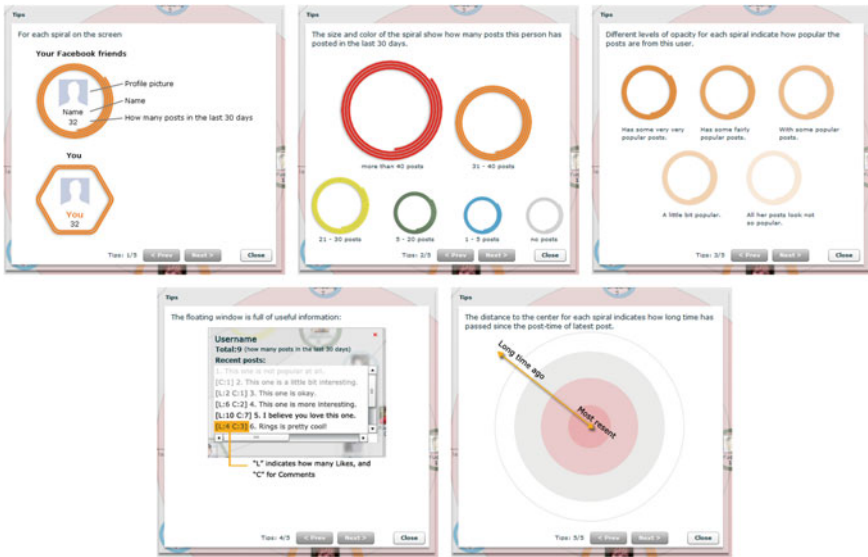 Tips
For each spiral on the screen
Your Facebook friends
Profile picture
Name
Name
How many posts in the last 30 days
32
You
You
32
Tips: 1/5 < Prev Next > Close
Tips
The size and color of the spiral show how many posts this person has
posted in the last 30 days.
more than 40 posts
31 - 40 posts
21 - 30 posts
5 - 20 posts
1 - 5 posts
no posts
Tips: 2/5 < Prev Next > Close
Tips
Different levels of opacity for each spiral indicate how popular the
posts are from this user.
Has some very very
popular posts.
Has some fairly
popular posts.
With some popular
posts.
A little bit popular.
All her posts look not
so popular.
Tips: 3/5 < Prev Next > Close
Tips
The floating window is full of useful information:
Username
Total:9 (how many posts in the last 30 days)
Recent posts:
1. This one is not popular at all.
[C:1] 2. This one is a little bit interesting.
[L:2 C:1] 3. This one is okay.
[L:6 C:2] 4. This one is more interesting.
[L:10 C:7] 5. I believe you love this one.
[L:4 C:3] 6. Rings is pretty cool!
"L" indicates how many Likes, and
"C" for Comments
Tips: 4/5 < Prev Next > Close
Tips
The distance to the center for each spiral indicates how long time has
passed since the post-time of latest post.
Long time ago
Most resent
Tips: 5/5 < Prev Next > Close